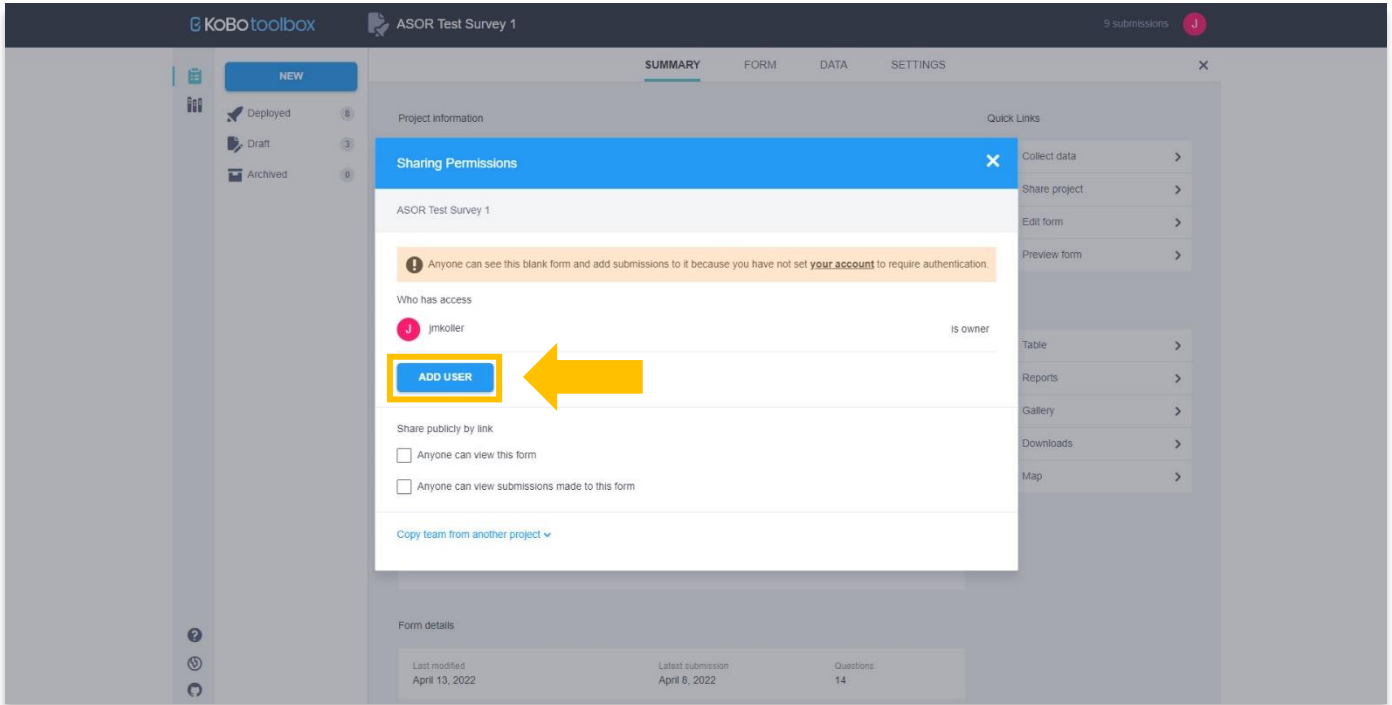 KoBotoolbox
ASOR Test Survey 1
9 submissions
J
NEW
Deployed
8
Draft
3
Archived
0
SUMMARY
FORM
DATA
SETTINGS
Project information
Quick Links
Collect data
Share project
Edit form
Preview form
Sharing Permissions
ASOR Test Survey 1
Anyone can see this blank form and add submissions to it because you have not set your account to require authentication.
Who has access
J
jmkoller
is owner
ADD USER
Share publicly by link
Anyone can view this form
Anyone can view submissions made to this form
Copy team from another project
Table
Reports
Gallery
Downloads
Map
Form details
Last modified
April 13, 2022
Latest submission
April 8, 2022
Questions
14